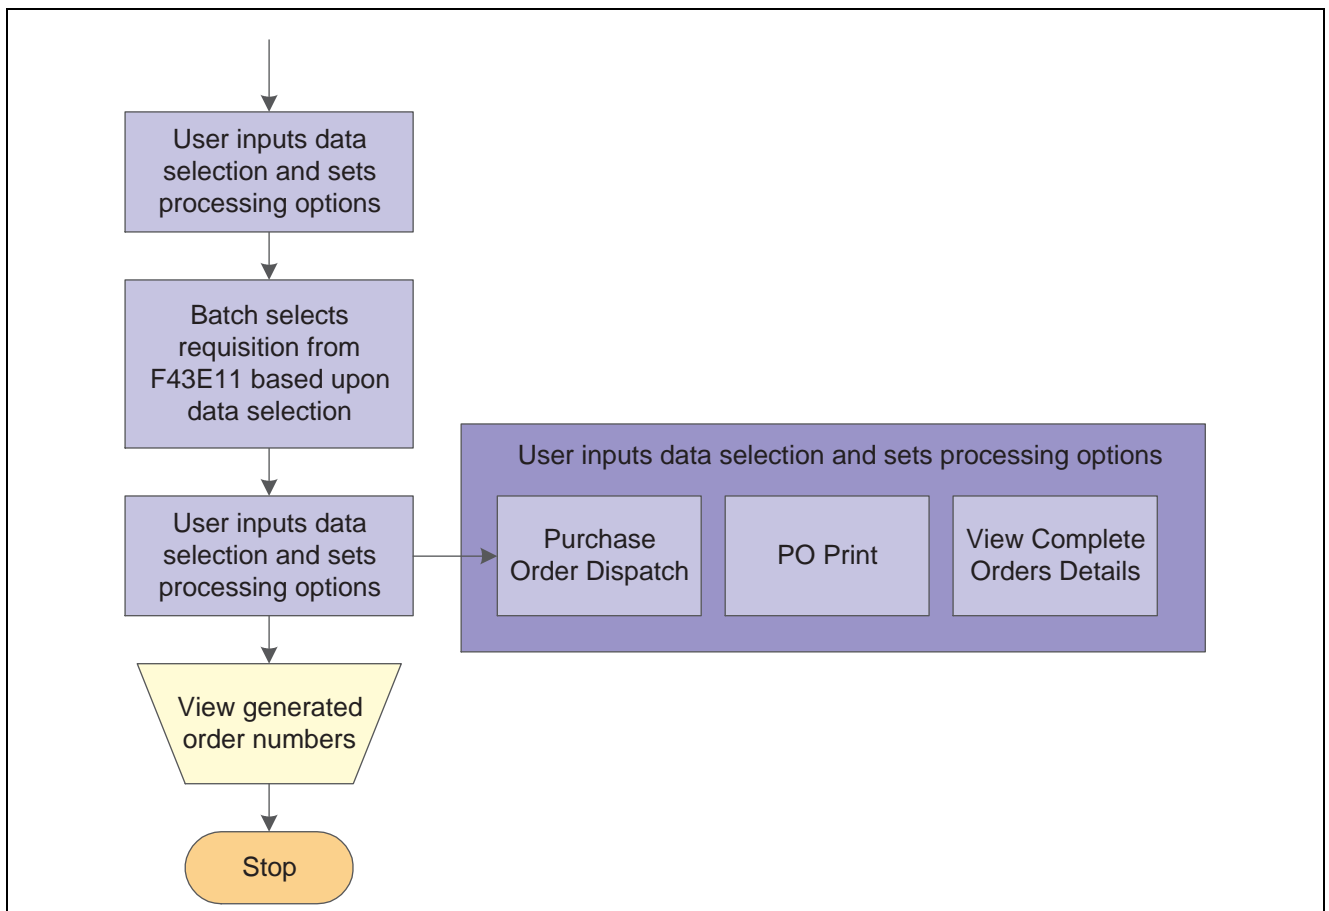 User inputs data
selection and sets
processing options
Batch selects
requisition from
F43E11 based upon
data selection
User inputs data
selection and sets
processing options
User inputs data selection and sets processing options
Purchase
Order Dispatch
PO Print
View Complete
Orders Details
View generated
order numbers
Stop